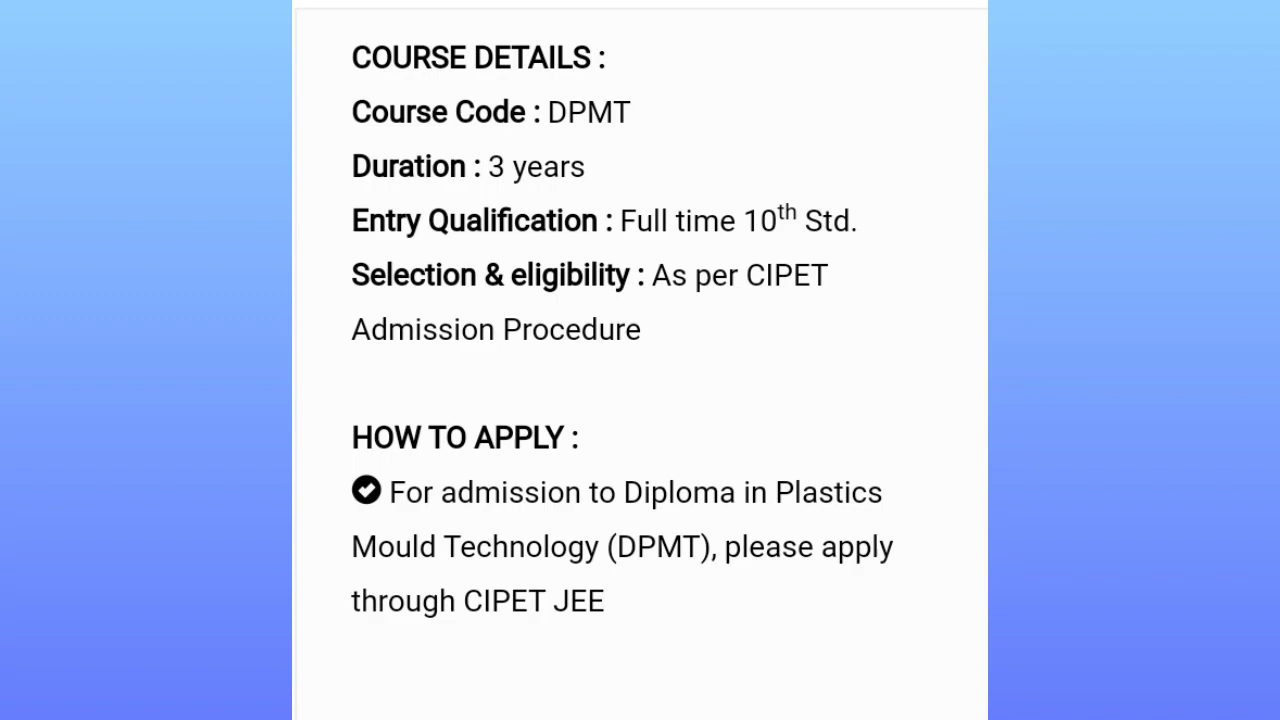 COURSE DETAILS :
Course Code : DPMT
Duration : 3 years
Entry Qualification : Full time 10th Std.
Selection & eligibility : As per CIPET
Admission Procedure
HOW TO APPLY :
For admission to Diploma in Plastics
Mould Technology (DPMT), please apply
through CIPET JEE